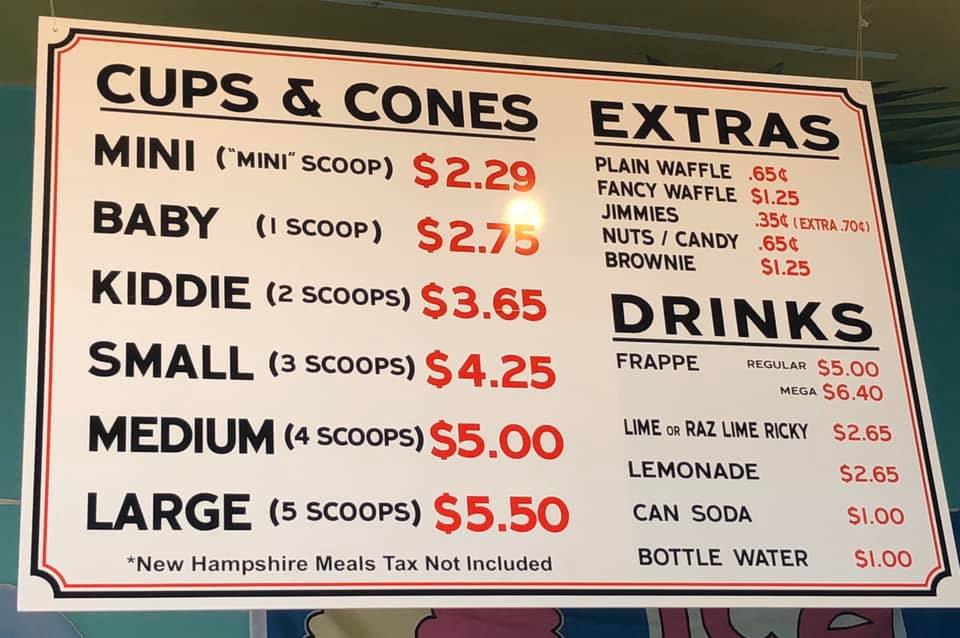 CUPS & CONES
MINI ("MINI" SCOOP) $2.29
BABY (1 SCOOP) $2.75
KIDDIE (2 SCOOPS) $3.65
SMALL (3 SCOOPS) $4.25
MEDIUM (4 SCOOPS) $5.00
LARGE (5 SCOOPS) $5.50
*New Hampshire Meals Tax Not Included
EXTRAS
PLAIN WAFFLE .65¢
FANCY WAFFLE $1.25
JIMMIES .35¢ (EXTRA .70¢)
NUTS / CANDY .65¢
BROWNIE $1.25
DRINKS
FRAPPE REGULAR $5.00
MEGA $6.40
LIME OR RAZ LIME RICKY $2.65
LEMONADE $2.65
CAN SODA $1.00
BOTTLE WATER $1.00